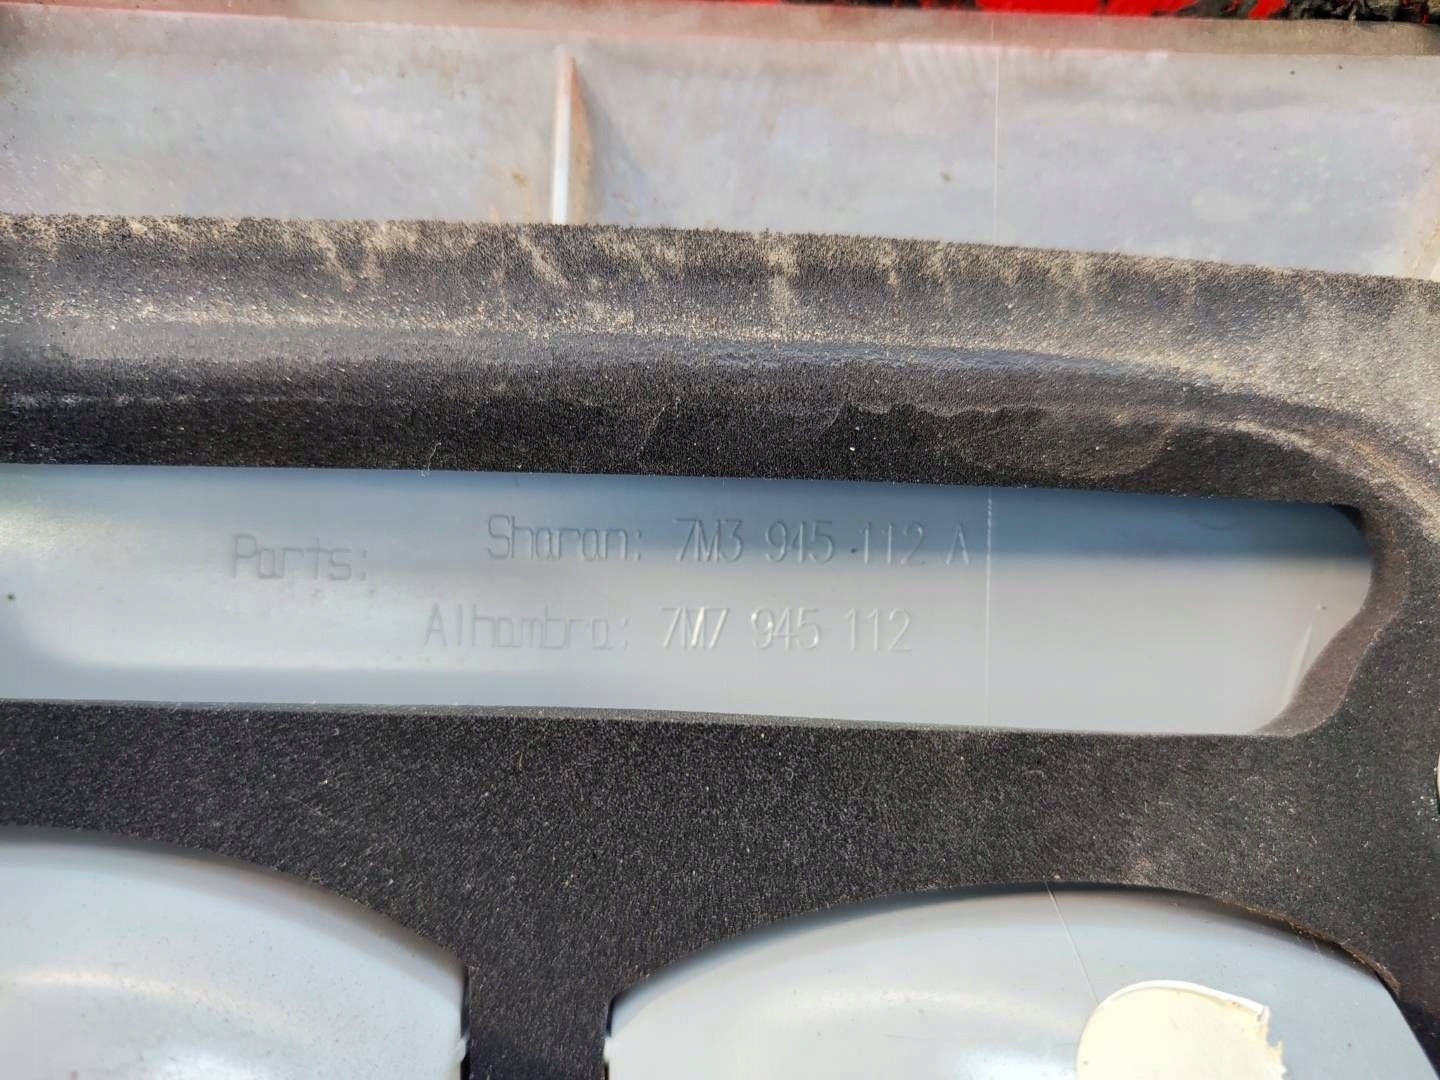 Parts: Sharan: 7M3 945 112 A
Alhambra: 7M7 945 112